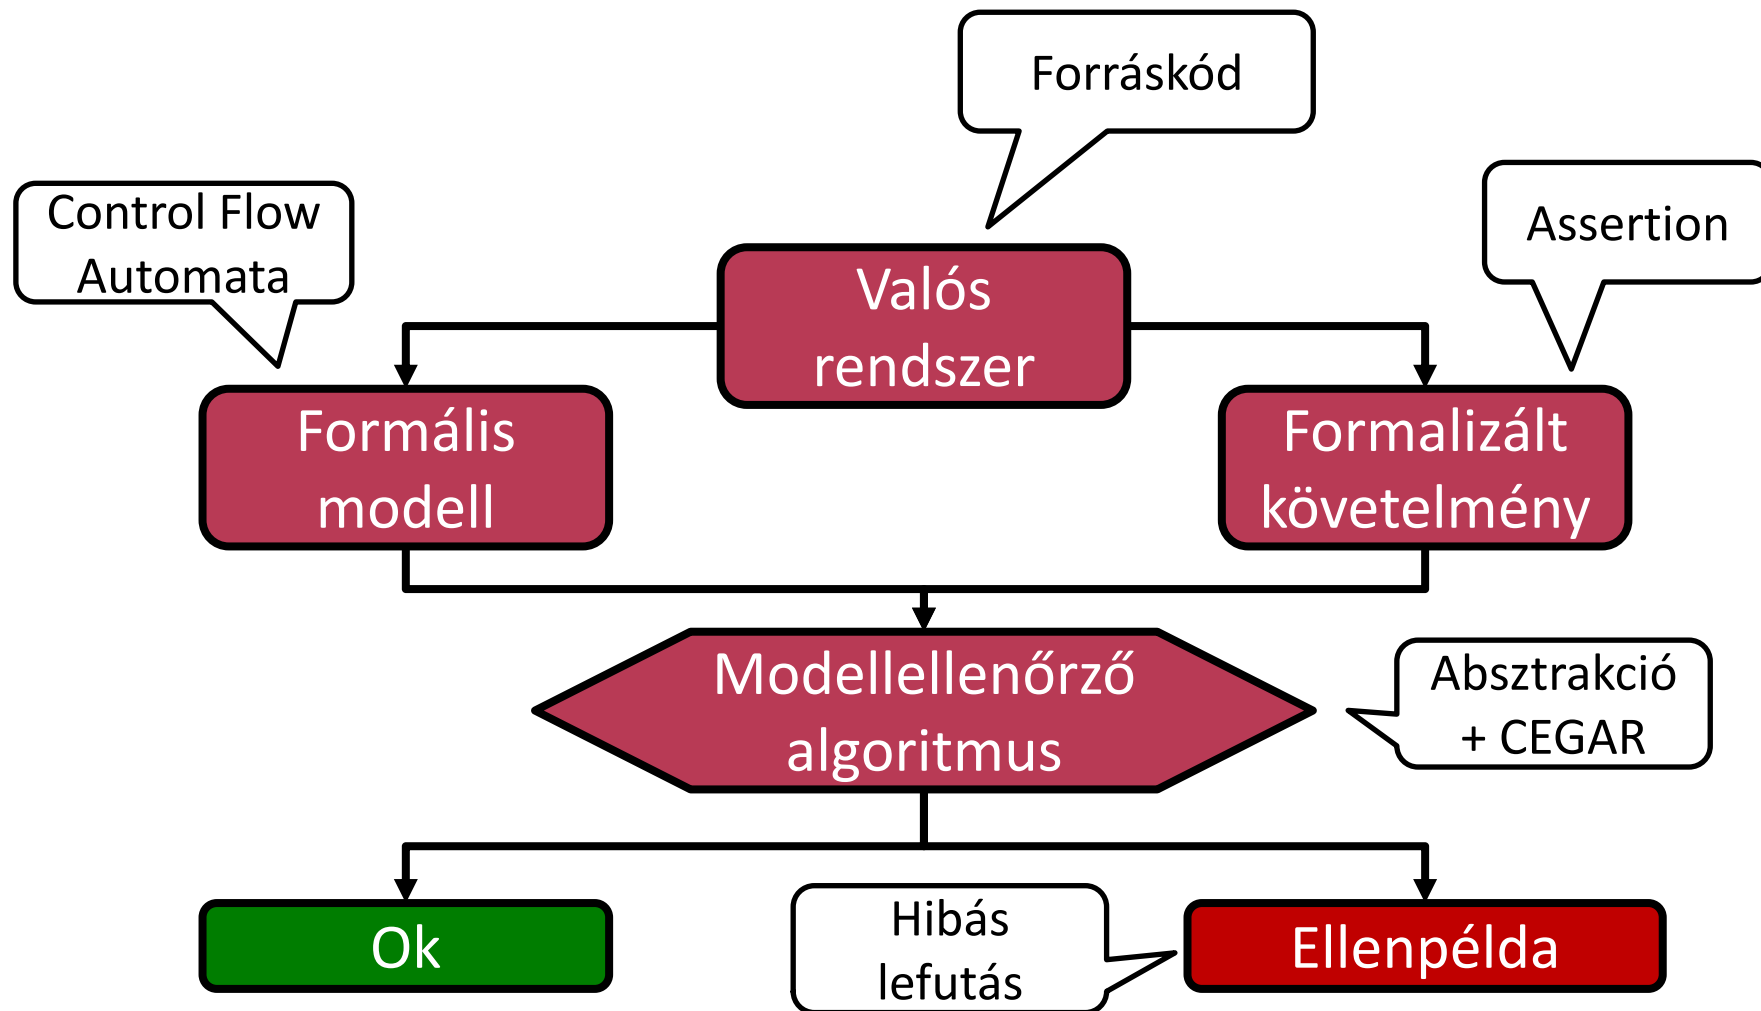 Forráskód
Control Flow
Automata
Assertion
Valós
rendszer
Formális
modell
Formalizált
követelmény
Modellellenőrző
algoritmus
Absztrakció
+ CEGAR
Ok
Hibás
lefutás
Ellenpélda